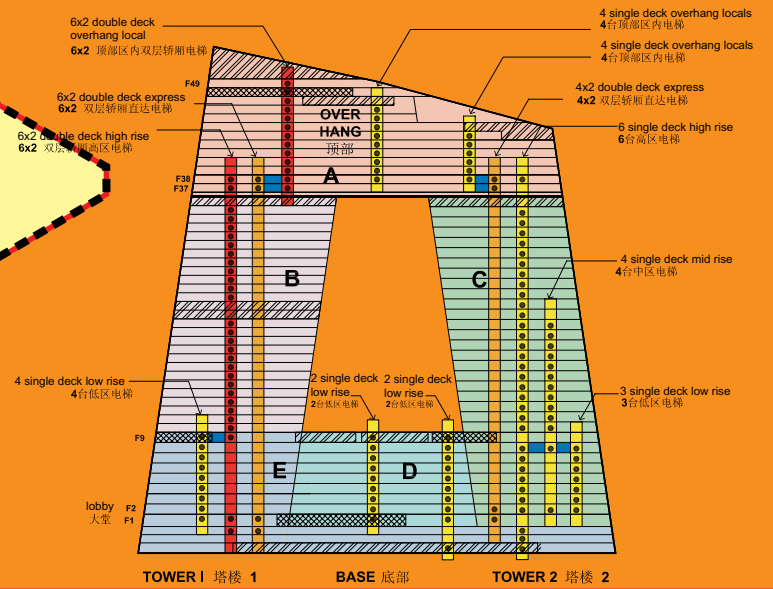 6x2 double deck
overhang local
6x2 顶部区内双层轿厢电梯
4 single deck overhang locals
4台顶部区内电梯
4 single deck overhang locals
4台顶部区内电梯
F49
6x2 double deck express
6x2 双层轿厢直达电梯
4x2 double deck express
4x2 双层轿厢直达电梯
OVER
HANG
顶部
A
6x2 double deck high rise
6x2 双层轿厢高区电梯
6 single deck high rise
6台高区电梯
F38
F37
B
C
4 single deck mid rise
4台中区电梯
4 single deck low rise
4台低区电梯
2 single deck
low rise
2台低区电梯
2 single deck
low rise
2台低区电梯
3 single deck low rise
3台低区电梯
F9
E
D
lobby
大堂
F2
F1
TOWER I 塔楼 1
BASE 底部
TOWER 2 塔楼 2